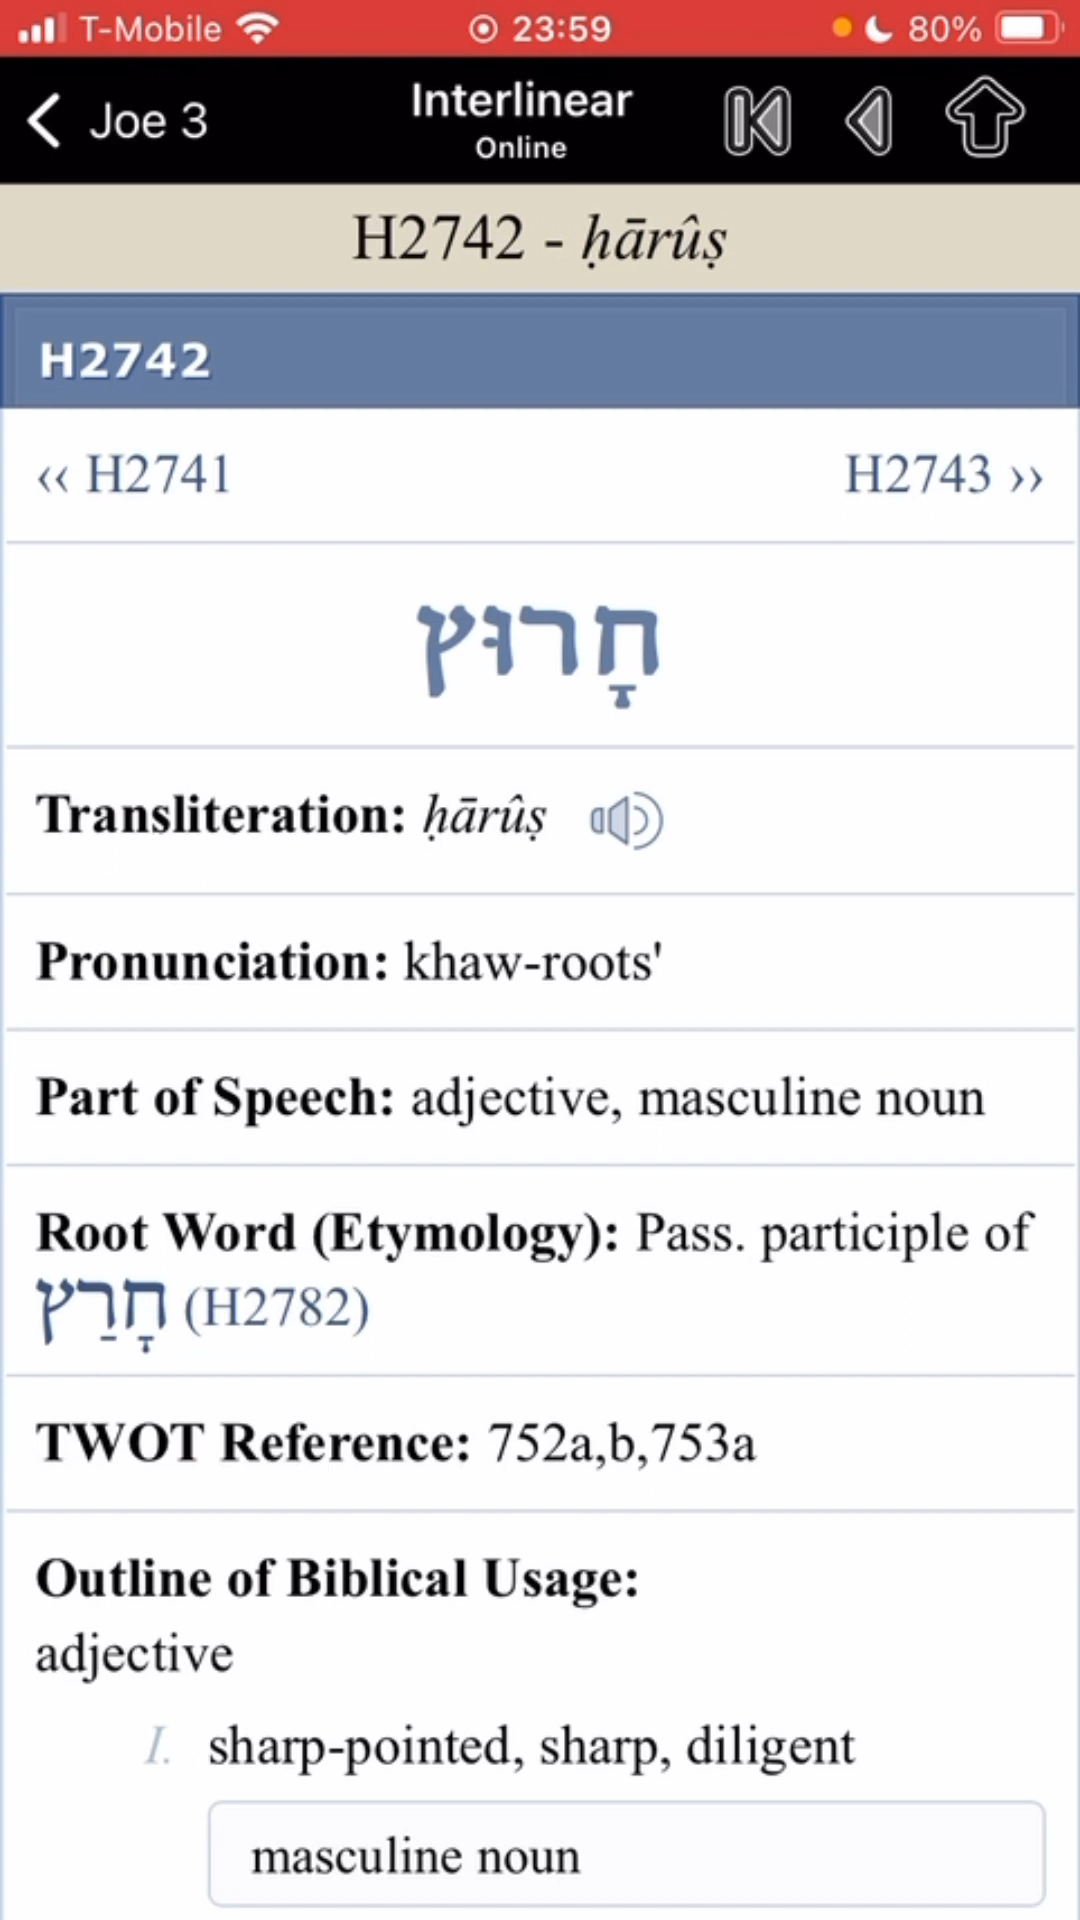 T-Mobile 23:59 80%
Joe 3 Interlinear
Online
H2742 - ḥārûṣ
H2742
‹‹ H2741 H2743 ››
חָרוּץ
Transliteration: ḥārûṣ
Pronunciation: khaw-roots'
Part of Speech: adjective, masculine noun
Root Word (Etymology): Pass. participle of
חָרַץ (H2782)
TWOT Reference: 752a,b,753a
Outline of Biblical Usage:
adjective
I. sharp-pointed, sharp, diligent
masculine noun